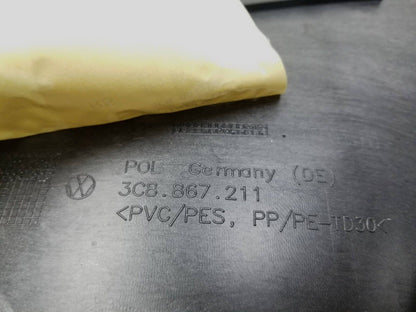 POL Germany (DE)
3C8.867.211
<PVC/PES, PP/PE-TD30<